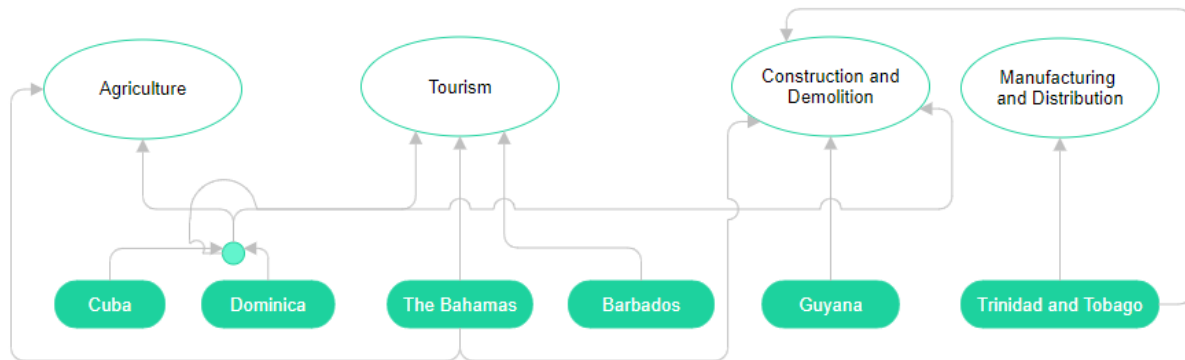 Agriculture
Tourism
Construction and
Demolition
Manufacturing
and Distribution
Cuba
Dominica
The Bahamas
Barbados
Guyana
Trinidad and Tobago